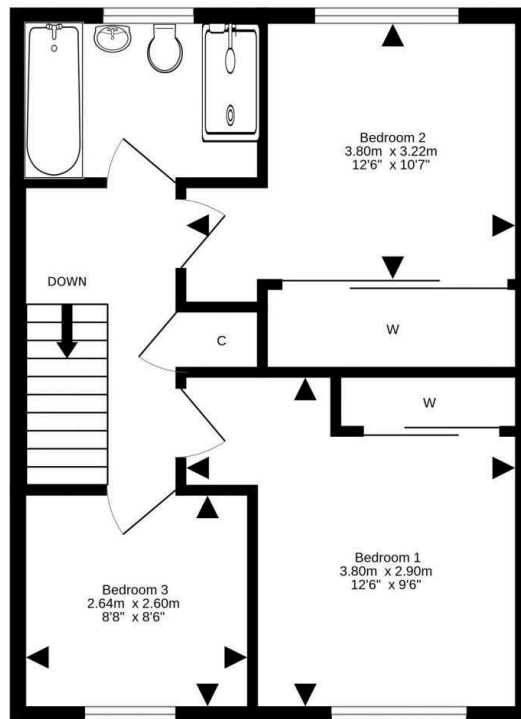 Bedroom 2
3.80m x 3.22m
12'6" x 10'7"
DOWN
W
C
W
Bedroom 1
3.80m x 2.90m
12'6" x 9'6"
Bedroom 3
2.64m x 2.60m
8'8" x 8'6"